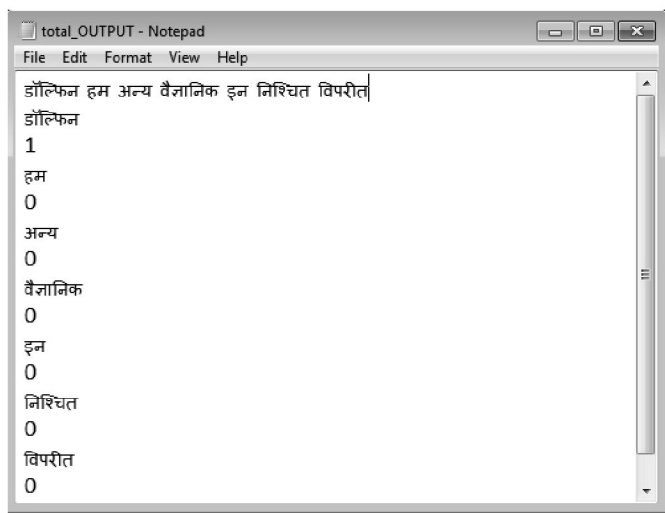 total_OUTPUT - Notepad
File Edit Format View Help
डॉल्फिन हम अन्य वैज्ञानिक इन निश्चित विपरीत
डॉल्फिन
1
हम
0
अन्य
0
वैज्ञानिक
0
इन
0
निश्चित
0
विपरीत
0